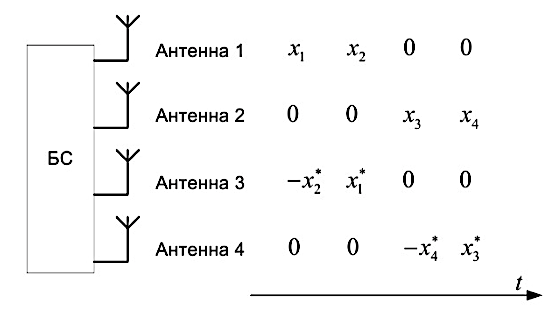 Антенна 1 x₁ x₂ 0 0
Антенна 2 0 0 x₃ x₄
БС
Антенна 3 −x₂* x₁* 0 0
Антенна 4 0 0 −x₄* x₃*
t